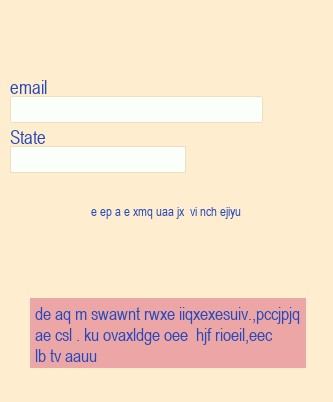 email
State
e ep a e xmq uaa jx  vi nch ejiyu
de aq m swawnt rwxe iiqxexesuiv.,pccjpjq
ae csl . ku ovaxldge oee  hjf rioeil,eec
lb tv aauu